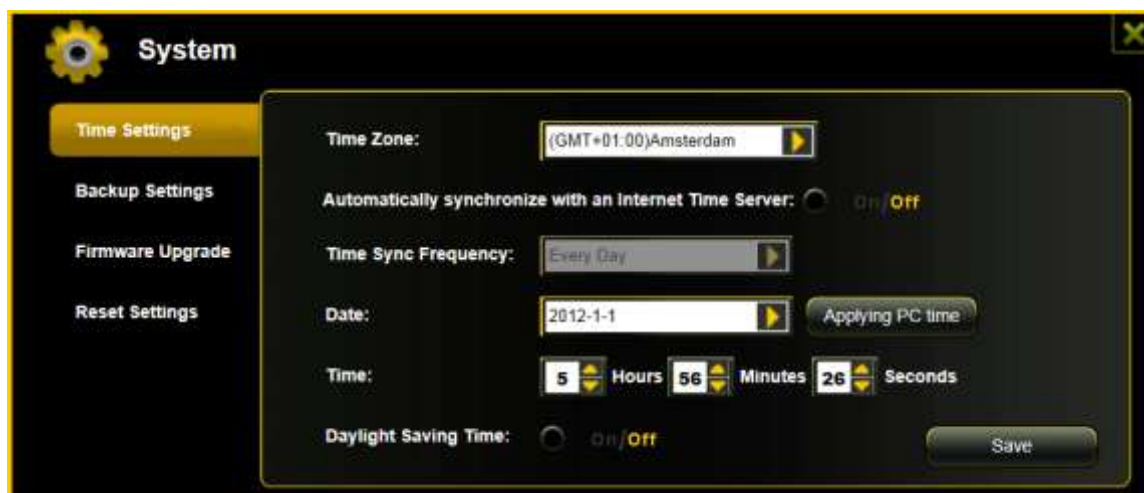 System
Time Settings
Backup Settings
Firmware Upgrade
Reset Settings
Time Zone: (GMT+01:00)Amsterdam
Automatically synchronize with an Internet Time Server: On/Off
Time Sync Frequency: Every Day
Date: 2012-1-1 Applying PC time
Time: 5 Hours 56 Minutes 26 Seconds
Daylight Saving Time: On/Off
Save